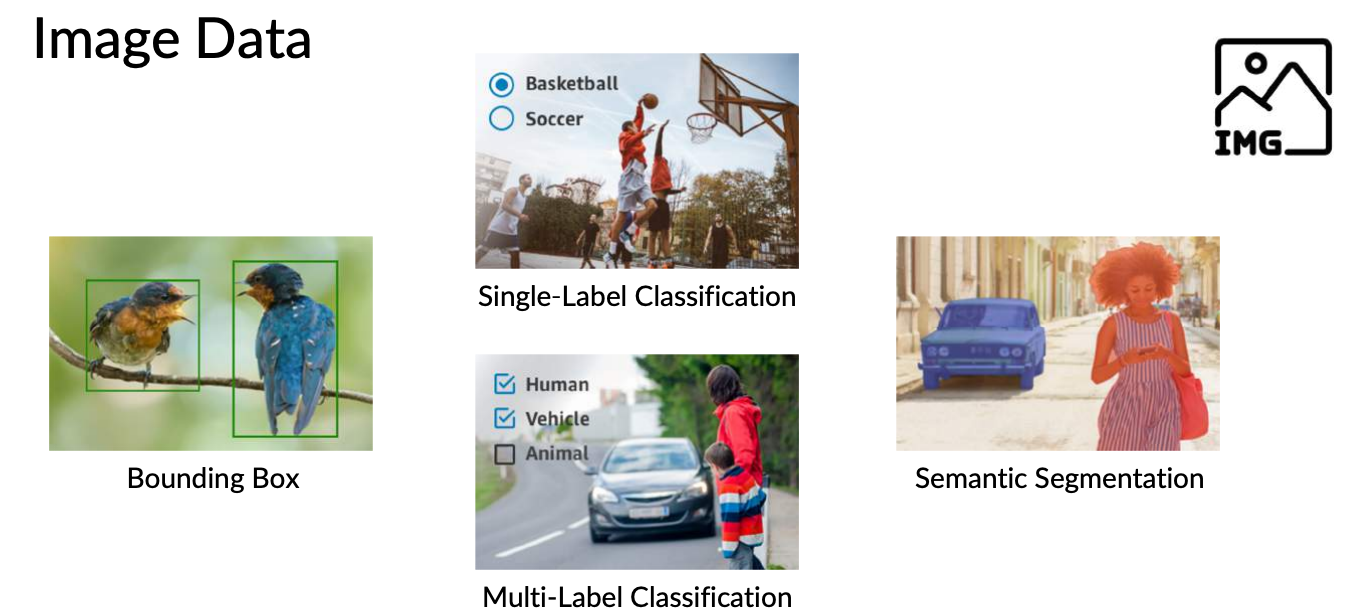 Image Data
Basketball
Soccer
IMG
Single-Label Classification
Human
Vehicle
Animal
Bounding Box
Semantic Segmentation
Multi-Label Classification